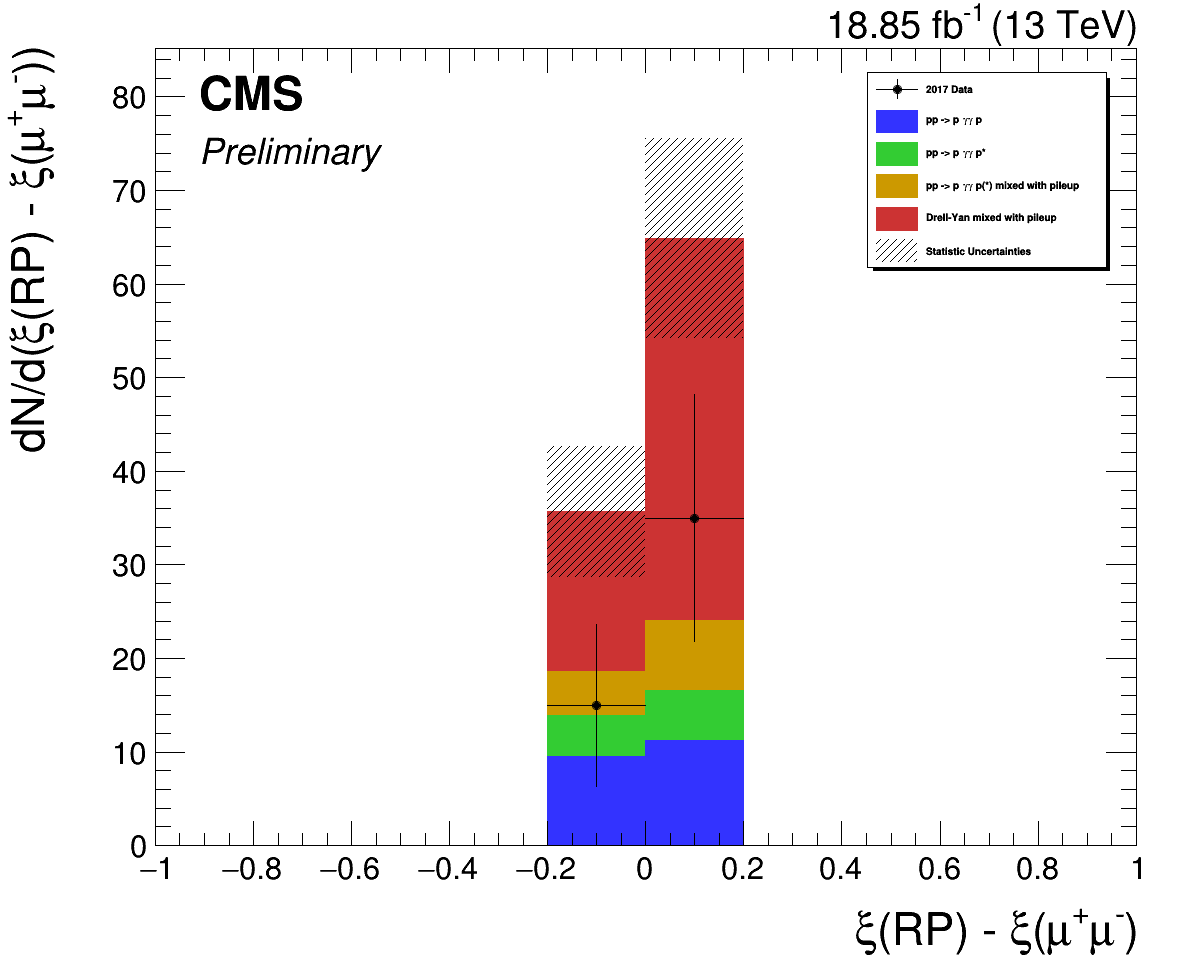 18.85 fb⁻¹ (13 TeV)
CMS
Preliminary
2017 Data
pp -> p γγ p
pp -> p γγ p*
pp -> p γγ p(*) mixed with pileup
Drell-Yan mixed with pileup
Statistic Uncertainties
dN/d(ξ(RP) - ξ(μ⁺μ⁻))
80
70
60
50
40
30
20
10
0
−1 −0.8 −0.6 −0.4 −0.2 0 0.2 0.4 0.6 0.8 1
ξ(RP) - ξ(μ⁺μ⁻)